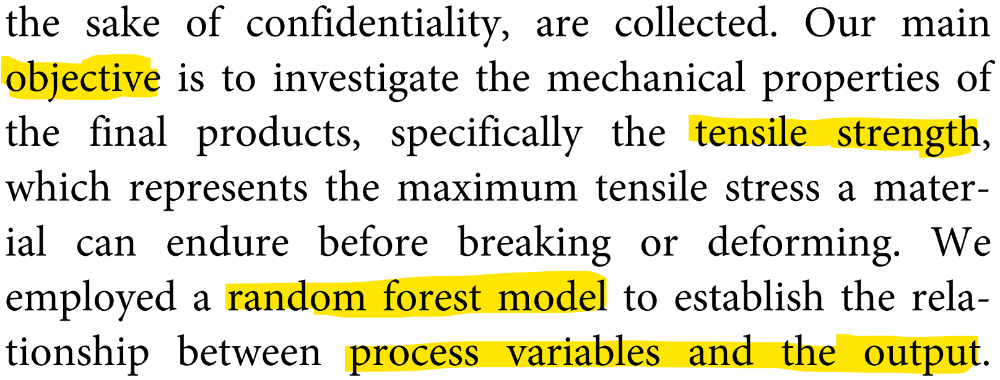 the sake of confidentiality, are collected. Our main
objective is to investigate the mechanical properties of
the final products, specifically the tensile strength,
which represents the maximum tensile stress a mater-
ial can endure before breaking or deforming. We
employed a random forest model to establish the rela-
tionship between process variables and the output.